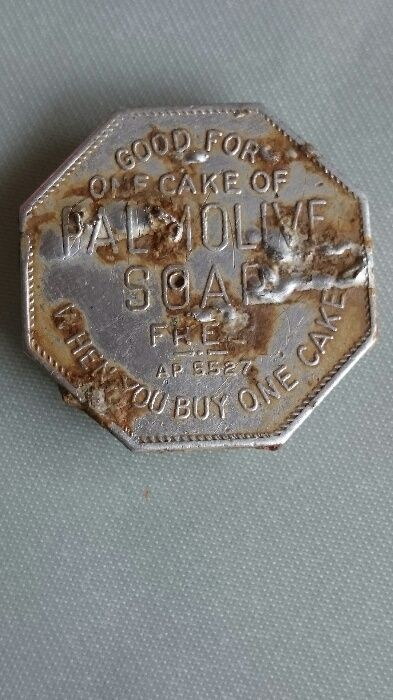 GOOD FOR
ONE CAKE OF
PALMOLIVE
SOAP
FREE
AP 5527
WHEN YOU BUY ONE CAKE